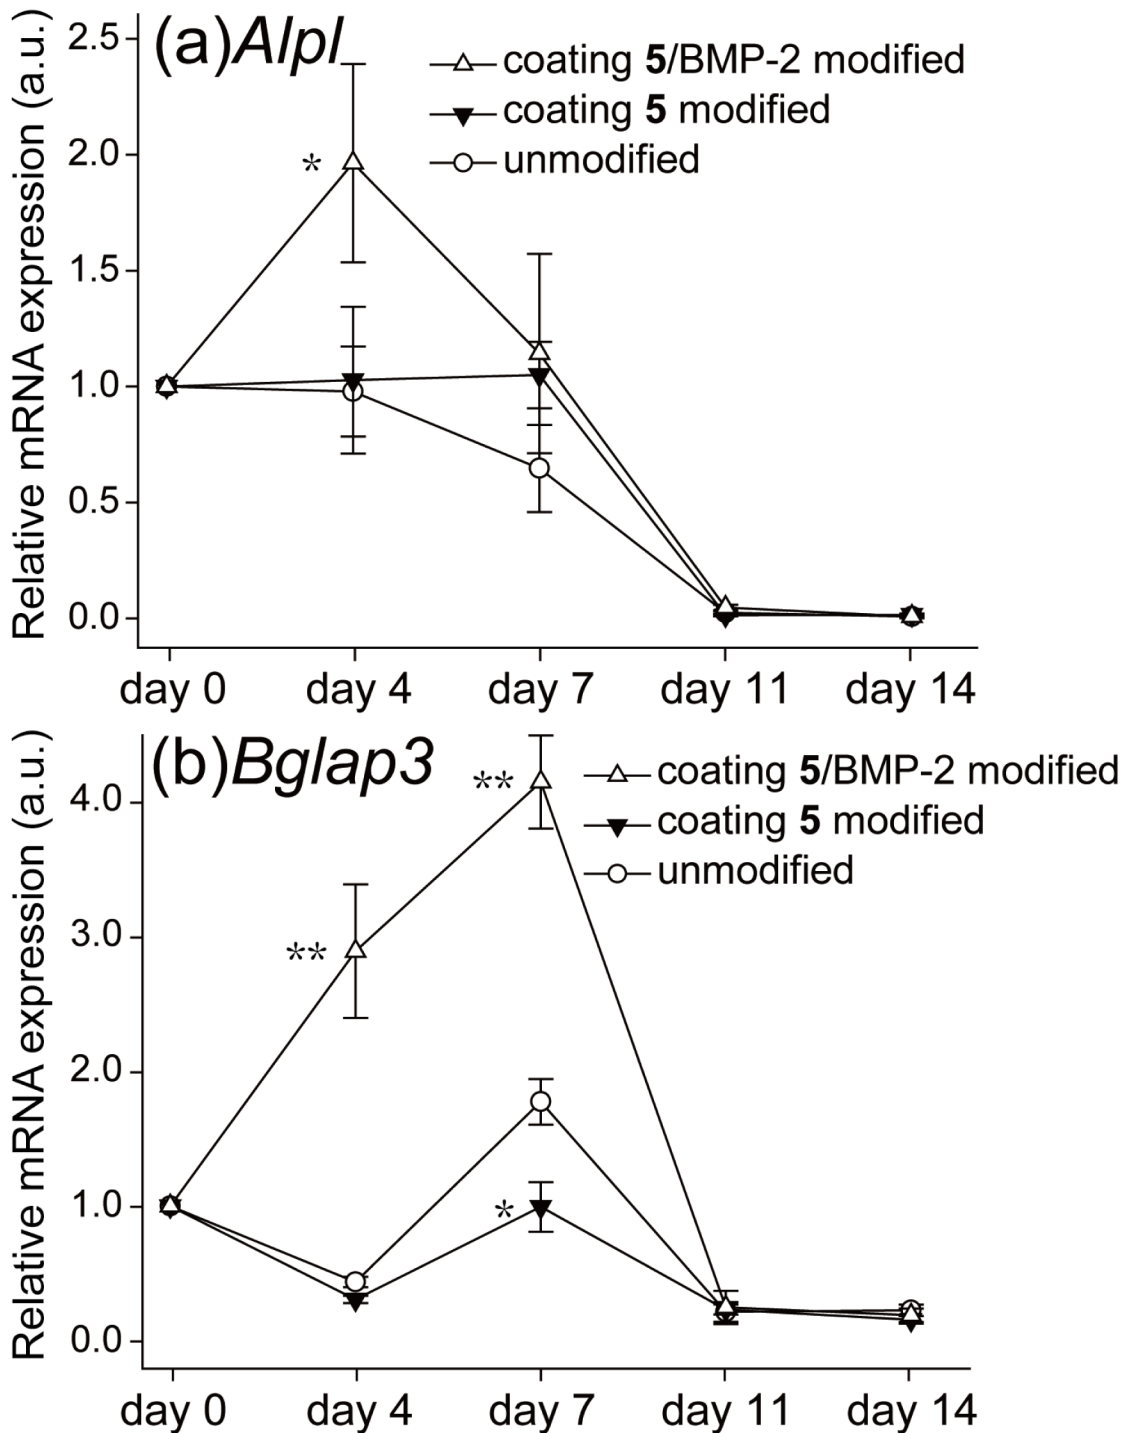 (a)Alpl
coating 5/BMP-2 modified
coating 5 modified
unmodified
*
Relative mRNA expression (a.u.)
2.5
2.0
1.5
1.0
0.5
0.0
day 0 day 4 day 7 day 11 day 14
(b)Bglap3
coating 5/BMP-2 modified
coating 5 modified
unmodified
**
**
*
Relative mRNA expression (a.u.)
4.0
3.0
2.0
1.0
0.0
day 0 day 4 day 7 day 11 day 14